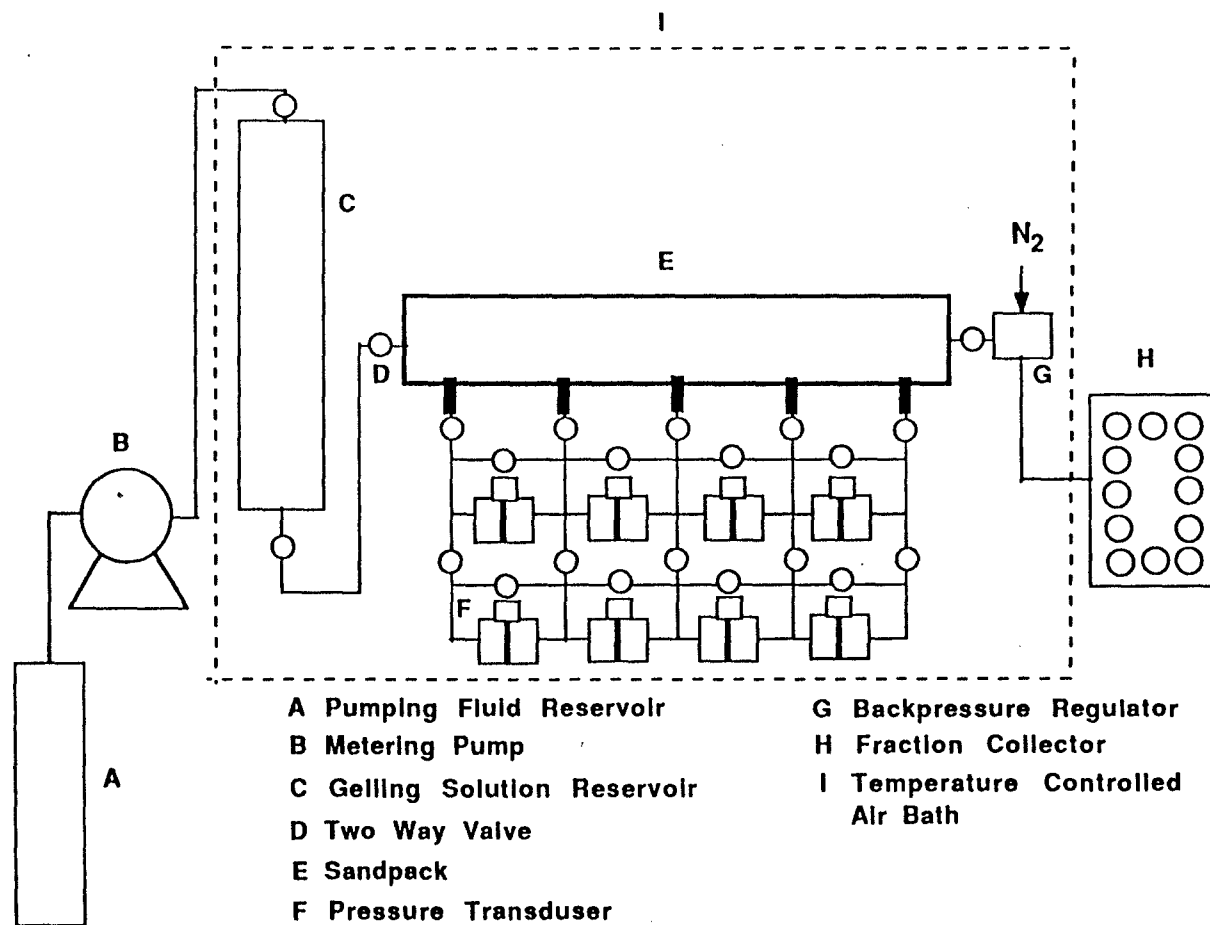 I
C
E
N2
D
G
H
B
F
A
A Pumping Fluid Reservoir
B Metering Pump
C Gelling Solution Reservoir
D Two Way Valve
E Sandpack
F Pressure Transduser
G Backpressure Regulator
H Fraction Collector
I Temperature Controlled
Air Bath